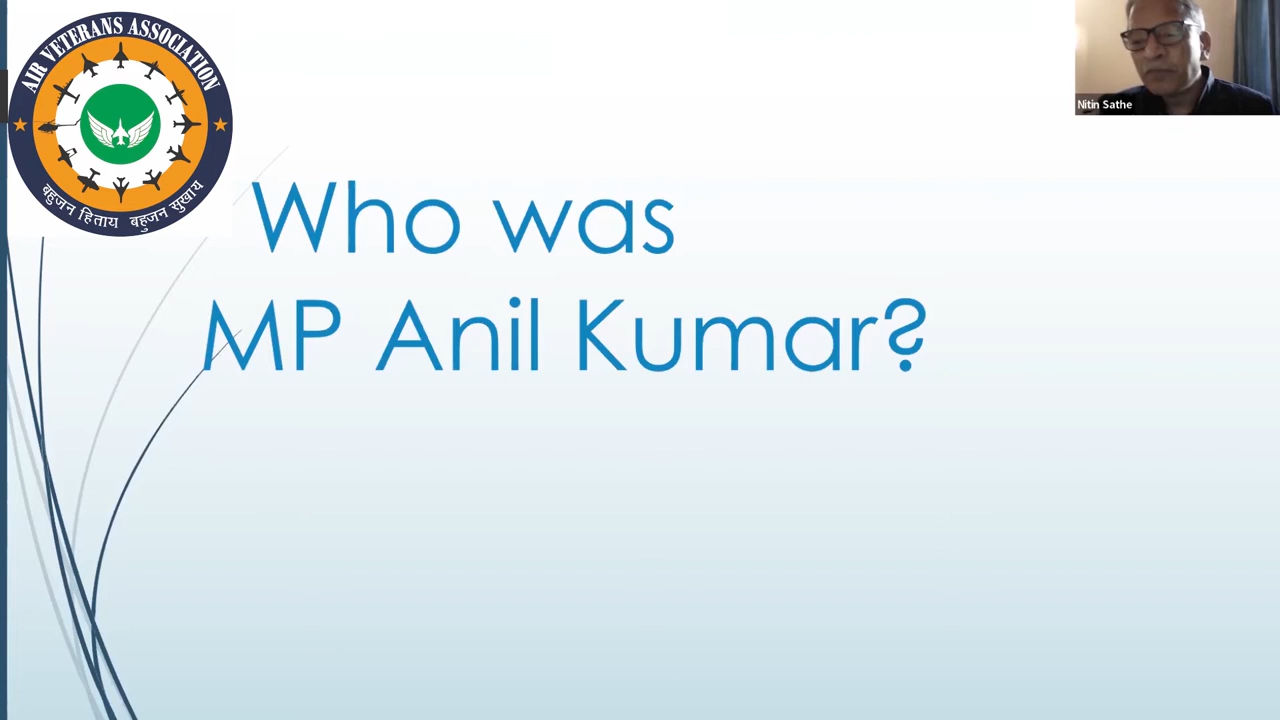 AIR VETERANS ASSOCIATION
बहुजन हिताय बहुजन सुखाय
Nitin Sathe
Who was
MP Anil Kumar?